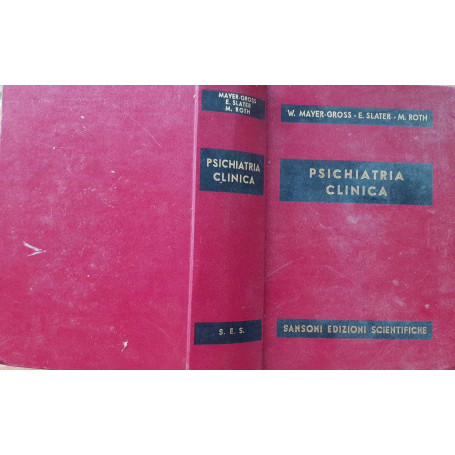 MAYER-GROSS
E. SLATER
M. ROTH
PSICHIATRIA
CLINICA
S. E. S.
W. MAYER-GROSS - E. SLATER - M. ROTH
PSICHIATRIA
CLINICA
SANSONI EDIZIONI SCIENTIFICHE